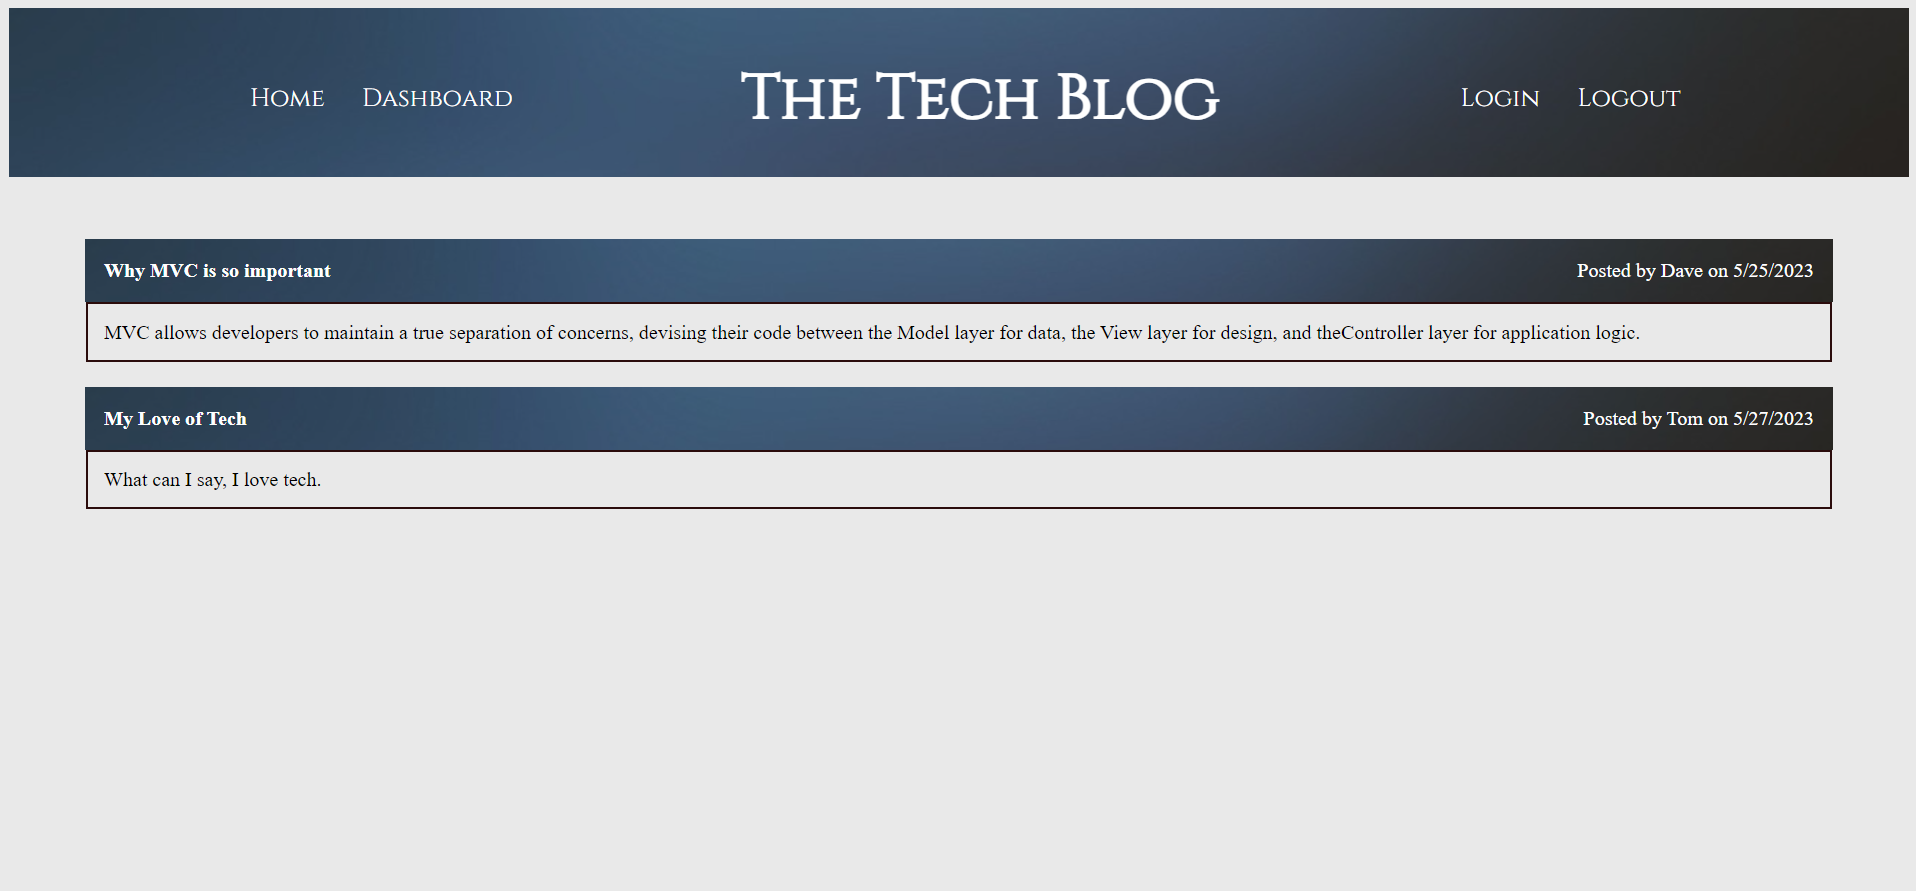 Home Dashboard The Tech Blog Login Logout
Why MVC is so important Posted by Dave on 5/25/2023
MVC allows developers to maintain a true separation of concerns, devising their code between the Model layer for data, the View layer for design, and theController layer for application logic.
My Love of Tech Posted by Tom on 5/27/2023
What can I say, I love tech.